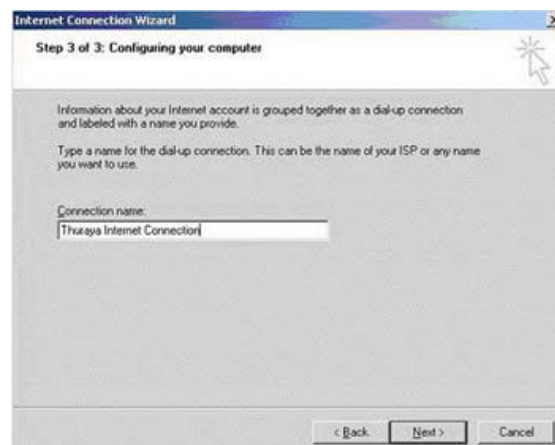 Internet Connection Wizard
Step 3 of 3: Configuring your computer
Information about your Internet account is grouped together as a dial-up connection
and labeled with a name you provide.
Type a name for the dial-up connection. This can be the name of your ISP or any name
you want to use.
Connection name:
Thuraya Internet Connection
< Back Next > Cancel